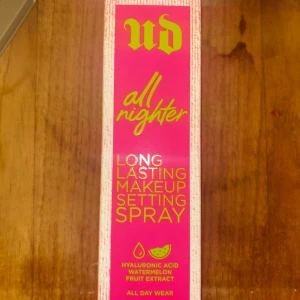 ud
all
nighter
LONG
LASTING
MAKEUP
SETTING
SPRAY
HYALURONIC ACID
WATERMELON
FRUIT EXTRACT
ALL DAY WEAR